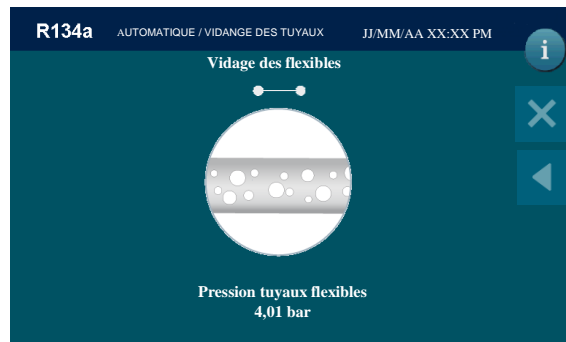 R134a AUTOMATIQUE / VIDANGE DES TUYAUX JJ/MM/AA XX:XX PM
i
Vidage des flexibles
Pression tuyaux flexibles
4,01 bar